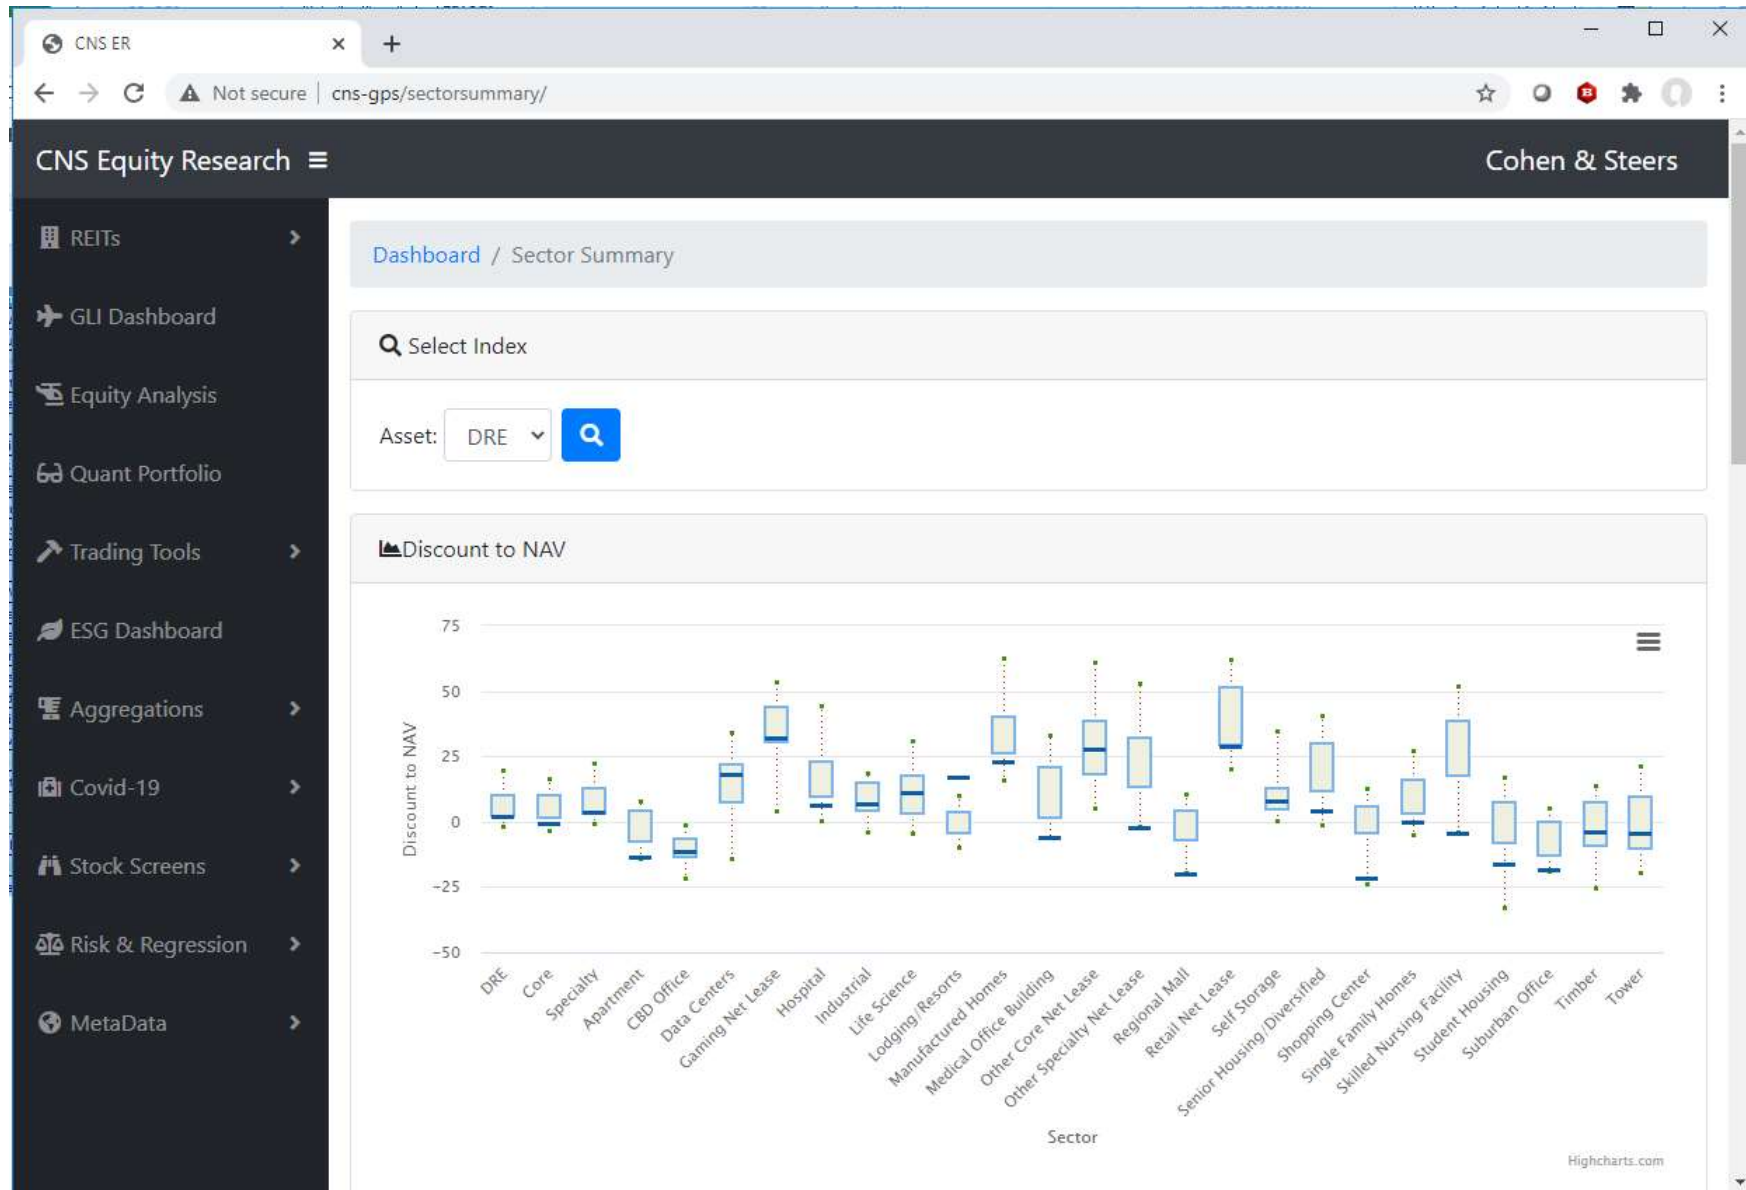 CNS ER
Not secure | cns-gps/sectorsummary/
CNS Equity Research
Cohen & Steers
REITs
GLI Dashboard
Equity Analysis
Quant Portfolio
Trading Tools
ESG Dashboard
Aggregations
Covid-19
Stock Screens
Risk & Regression
MetaData
Dashboard / Sector Summary
Select Index
Asset: DRE
Discount to NAV
Discount to NAV
75
50
25
0
−25
−50
DRE
Core
Specialty
Apartment
CBD Office
Data Centers
Gaming Net Lease
Hospital
Industrial
Life Science
Lodging/Resorts
Manufactured Homes
Medical Office Building
Other Core Net Lease
Other Specialty Net Lease
Regional Mall
Retail Net Lease
Self Storage
Senior Housing/Diversified
Shopping Center
Single Family Homes
Skilled Nursing Facility
Student Housing
Suburban Office
Timber
Tower
Sector
Highcharts.com